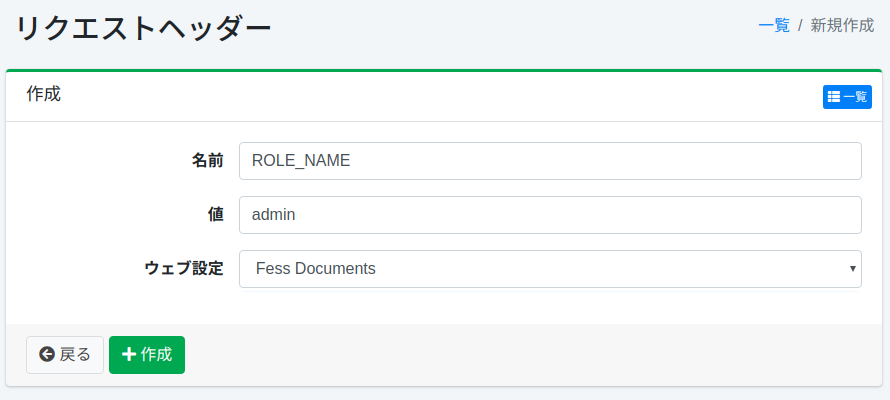 リクエストヘッダー
一覧 / 新規作成
作成
一覧
名前 ROLE_NAME
値 admin
ウェブ設定 Fess Documents
戻る 作成